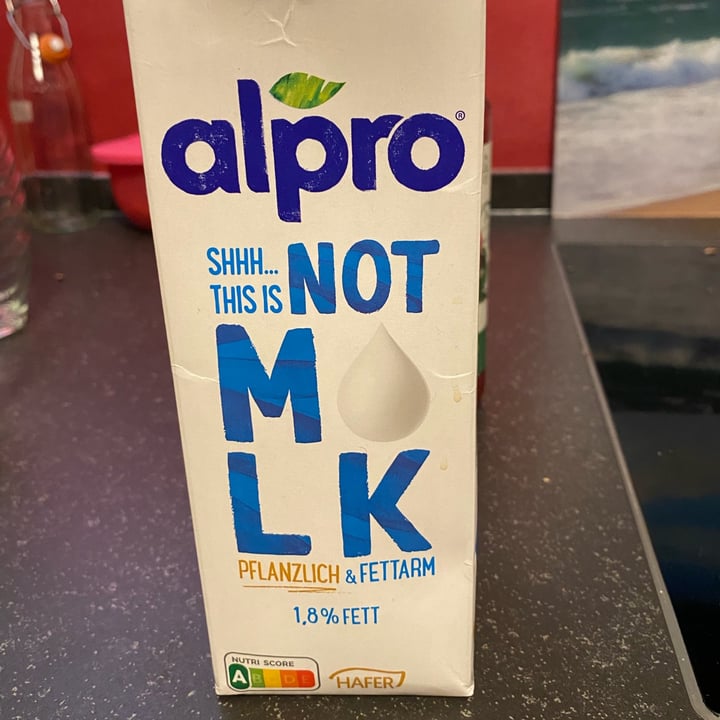 alpro®
SHHH...
THIS IS NOT
M LK
PFLANZLICH & FETTARM
1,8% FETT
NUTRI SCORE
A B C D E
HAFER